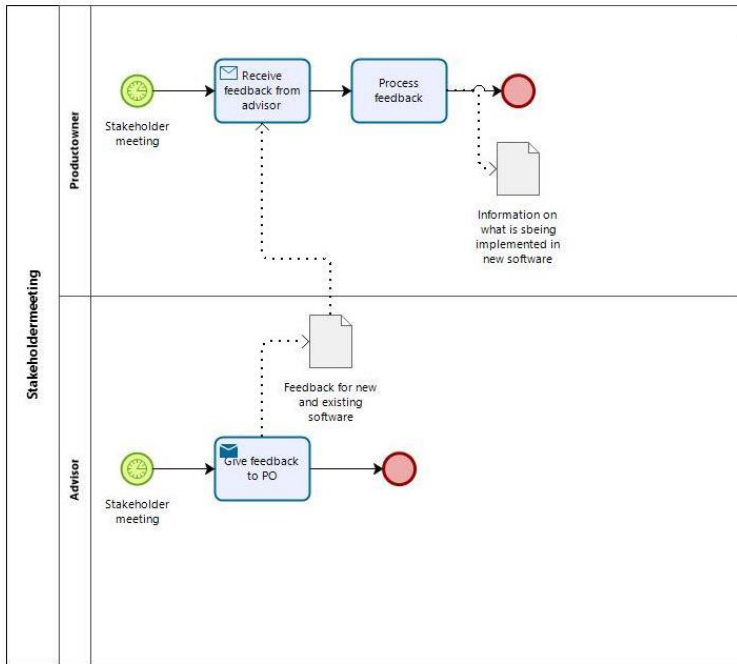 Stakeholdermeeting
Productowner
Stakeholder
meeting
Receive
feedback from
advisor
Process
feedback
Information on
what is sbeing
implemented in
new software
Advisor
Feedback for new
and existing
software
Stakeholder
meeting
Give feedback
to PO